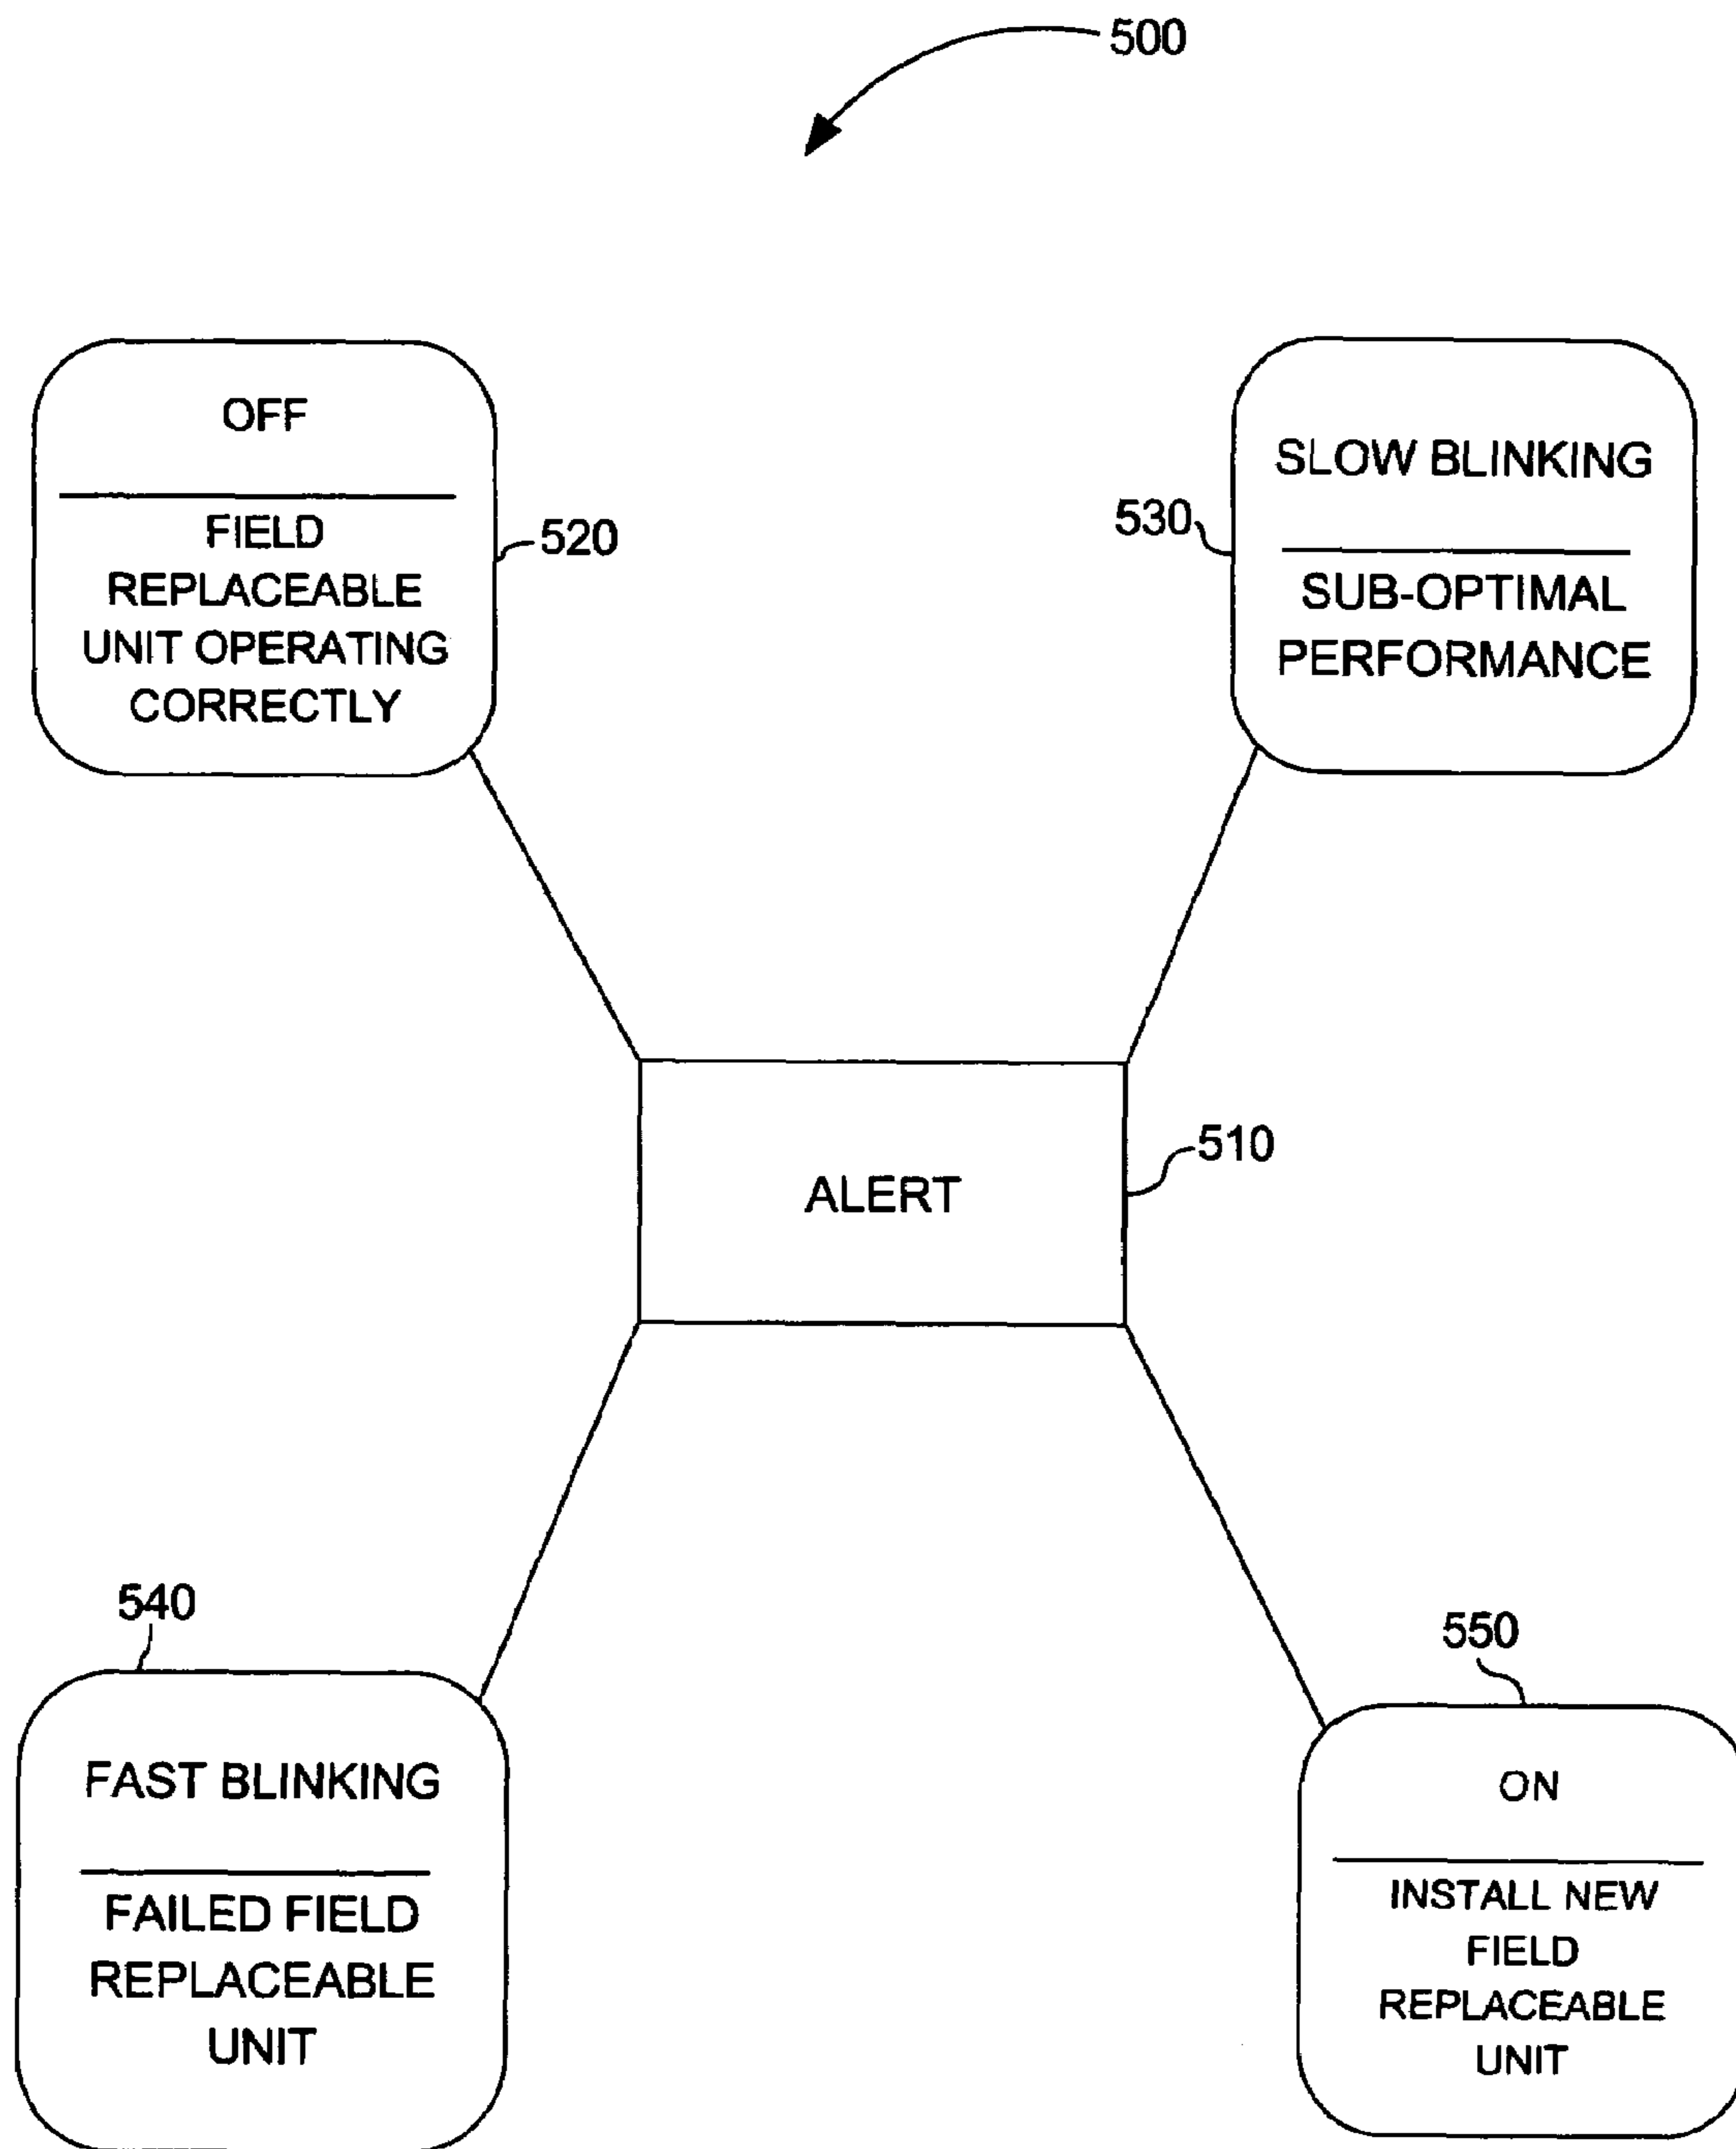 500
OFF
FIELD
REPLACEABLE
UNIT OPERATING
CORRECTLY
520
530
SLOW BLINKING
SUB-OPTIMAL
PERFORMANCE
ALERT
510
540
FAST BLINKING
FAILED FIELD
REPLACEABLE
UNIT
550
ON
INSTALL NEW
FIELD
REPLACEABLE
UNIT